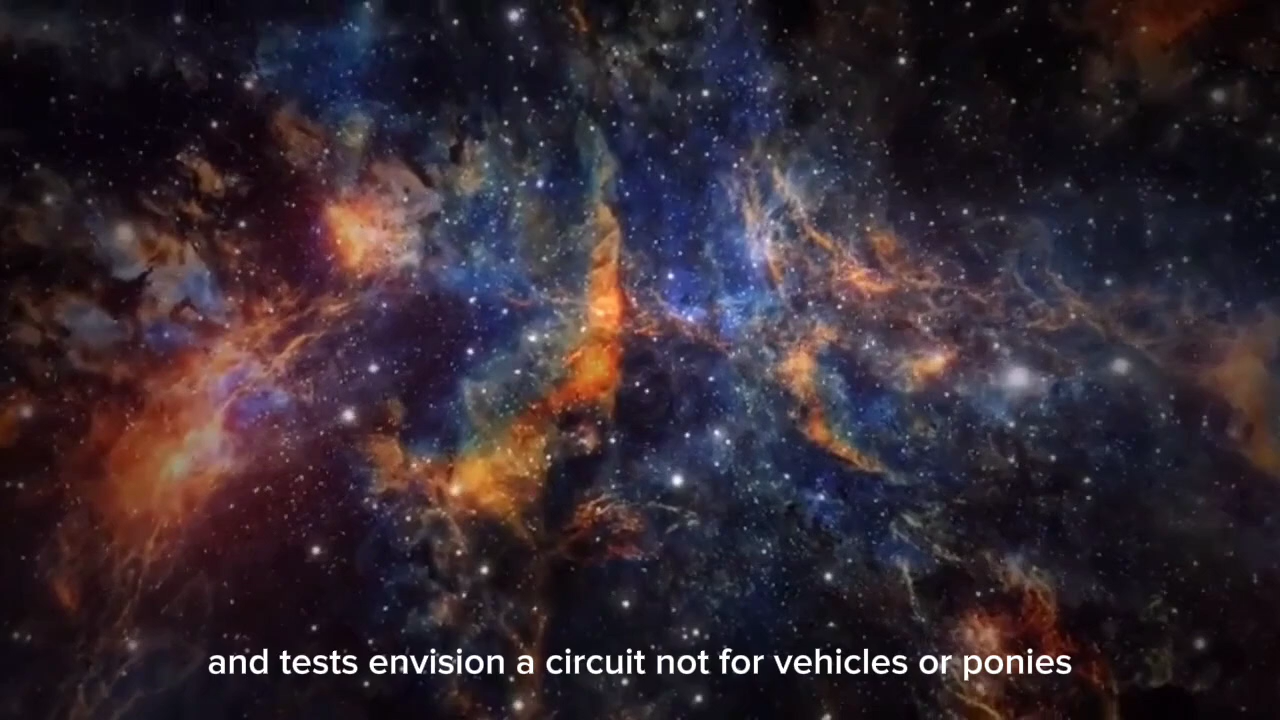 and tests envision a circuit not for vehicles or ponies